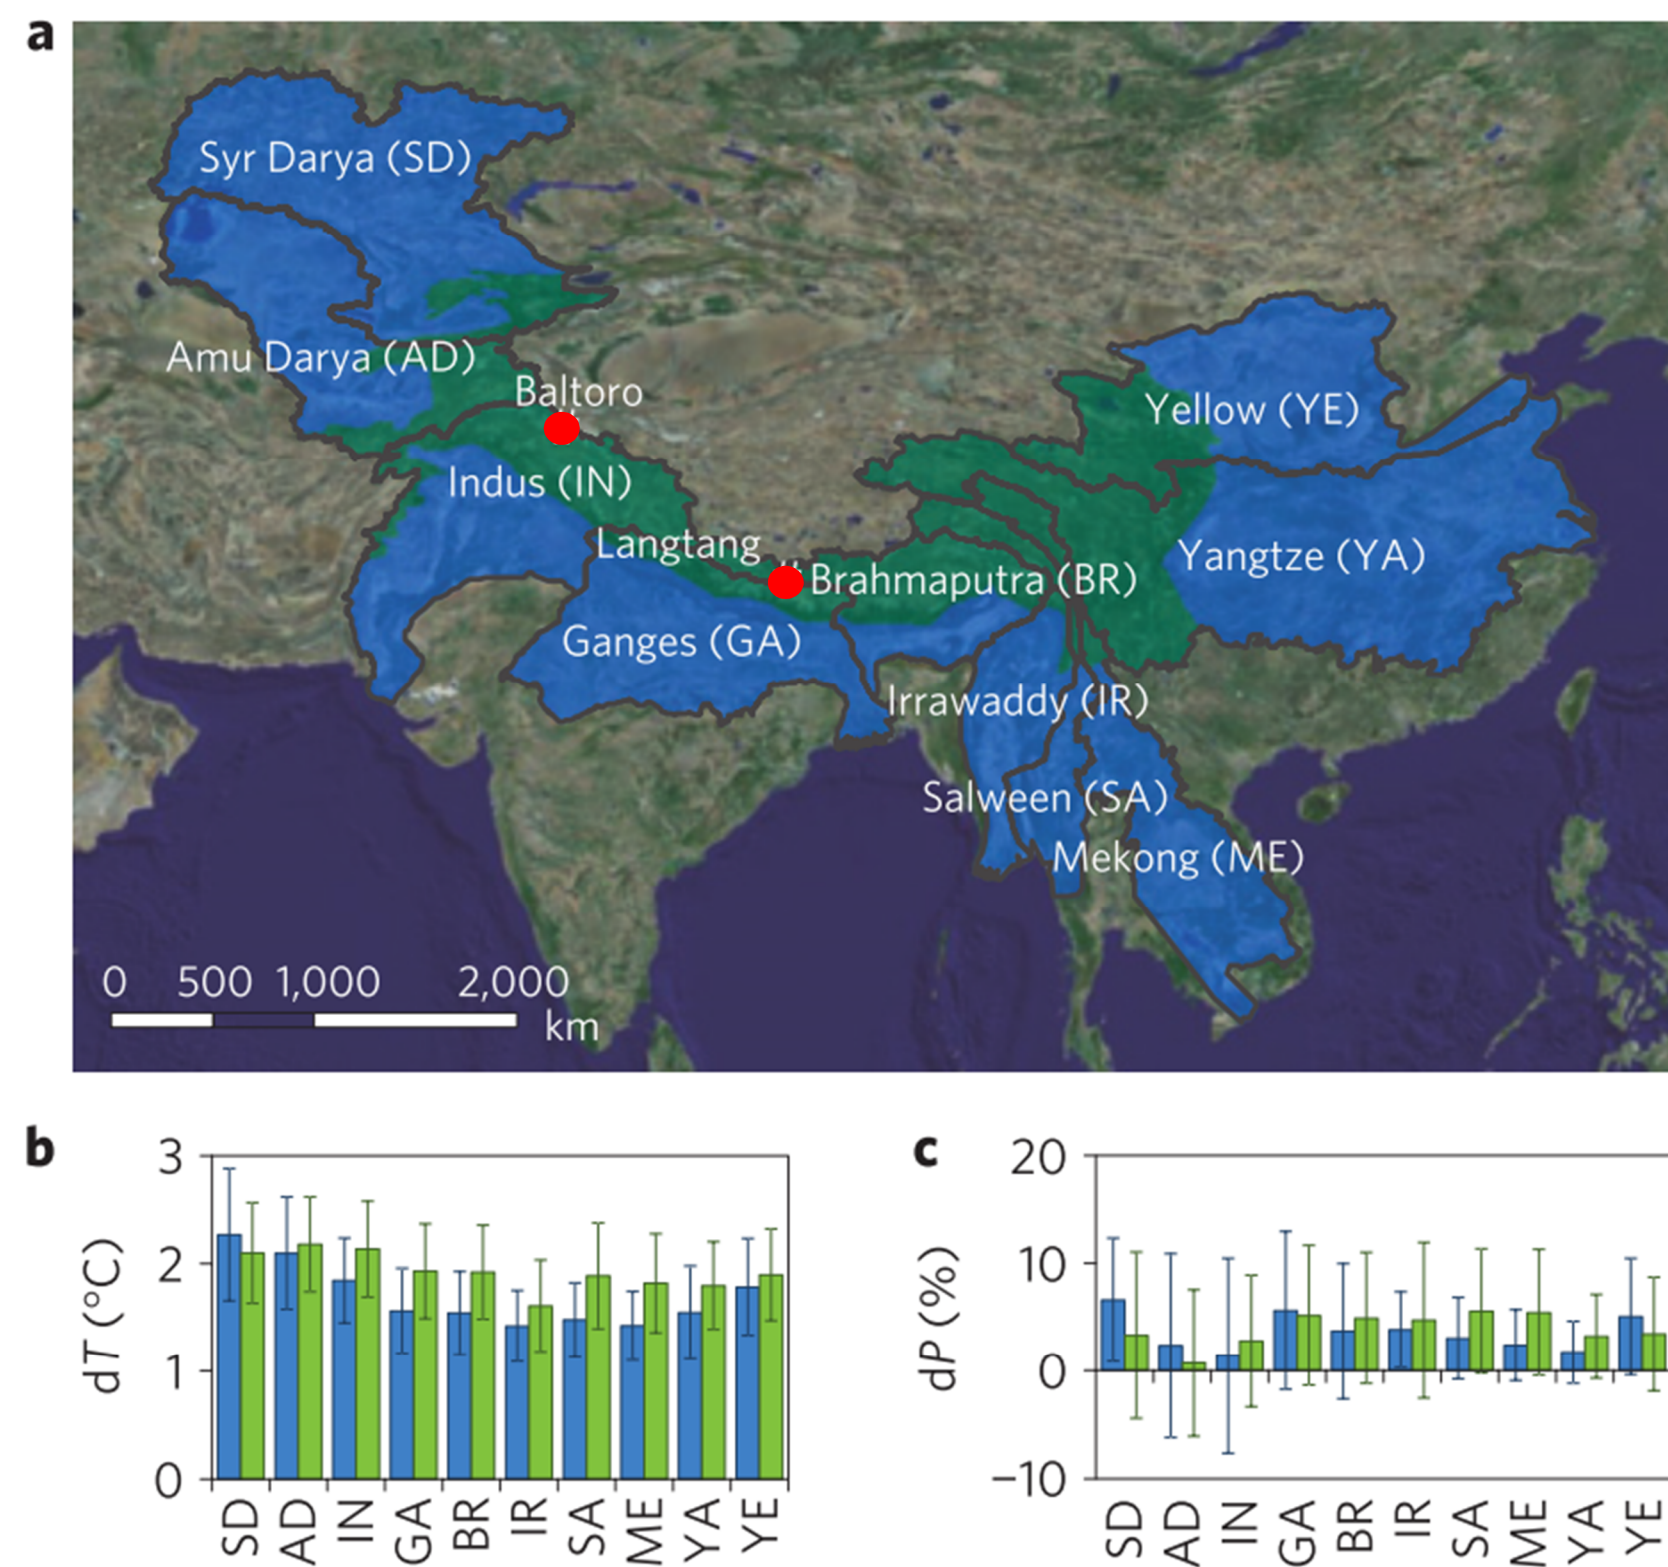 a
Syr Darya (SD)
Amu Darya (AD)
Baltoro
Yellow (YE)
Indus (IN)
Langtang
Yangtze (YA)
Brahmaputra (BR)
Ganges (GA)
Irrawaddy (IR)
Salween (SA)
Mekong (ME)
0 500 1,000 2,000
km
b
3
2
1
0
dT (°C)
SD AD IN GA BR IR SA ME YA YE
c
20
10
0
−10
dP (%)
SD AD IN GA BR IR SA ME YA YE